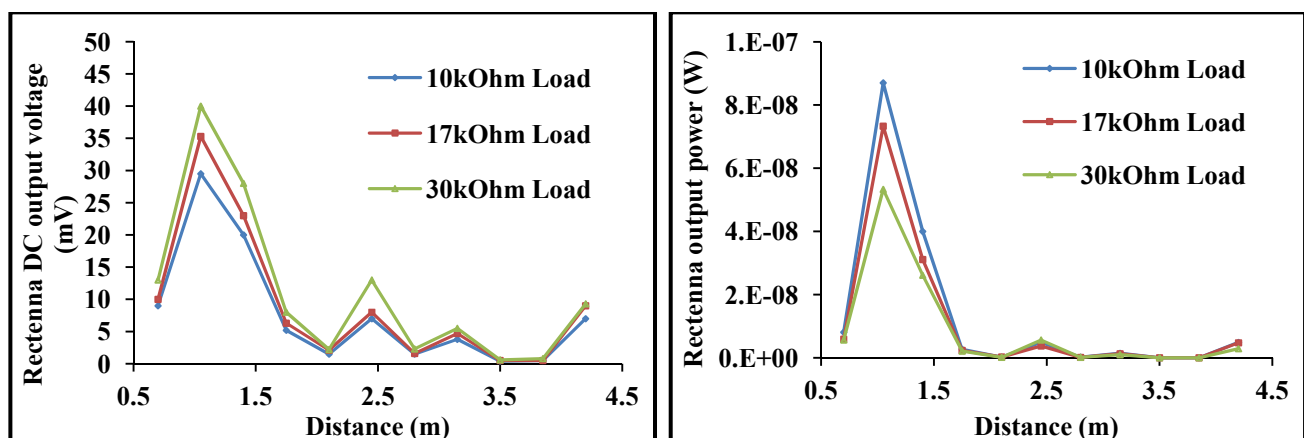 Rectenna DC output voltage
(mV)
50
45
40
35
30
25
20
15
10
5
0
10kOhm Load
17kOhm Load
30kOhm Load
0.5
1.5
2.5
3.5
4.5
Distance (m)
Rectenna output power (W)
1.E-07
8.E-08
6.E-08
4.E-08
2.E-08
0.E+00
10kOhm Load
17kOhm Load
30kOhm Load
0.5
1.5
2.5
3.5
4.5
Distance (m)